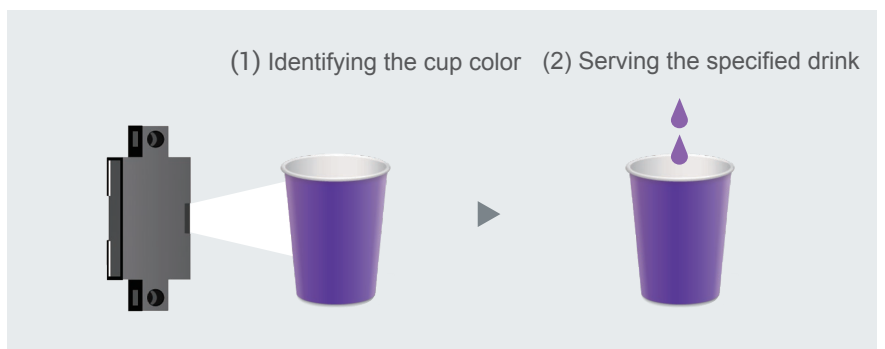 (1) Identifying the cup color
(2) Serving the specified drink